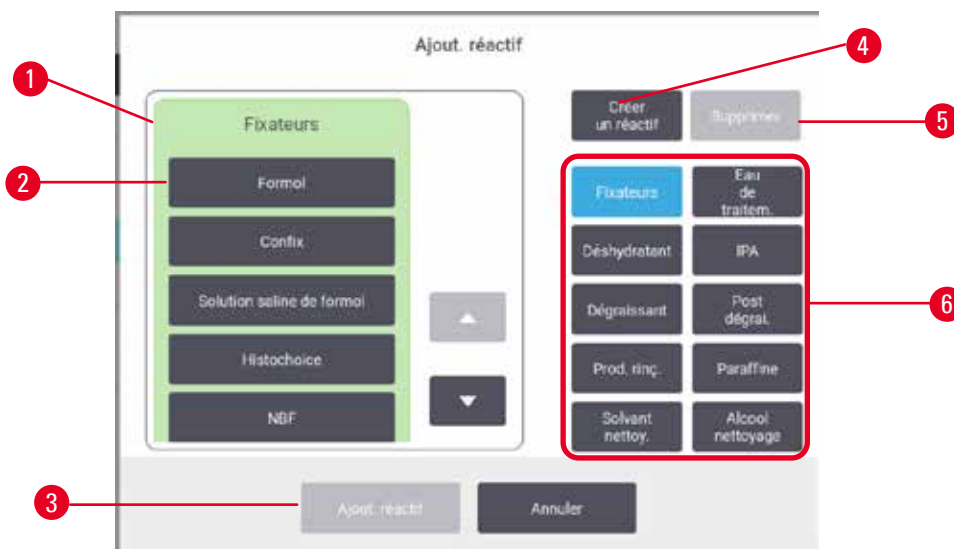 Ajout. réactif
1
Fixateurs
2
Formol
Confix
Solution saline de formol
Histochoice
NBF
4
Créer
un réactif
Supprimer
5
Fixateurs
Eau
de
traitem.
Déshydratant
IPA
Dégraissant
Post
dégrai.
6
Prod. rinç.
Paraffine
Solvant
nettoy.
Alcool
nettoyage
3
Ajout. réactif
Annuler